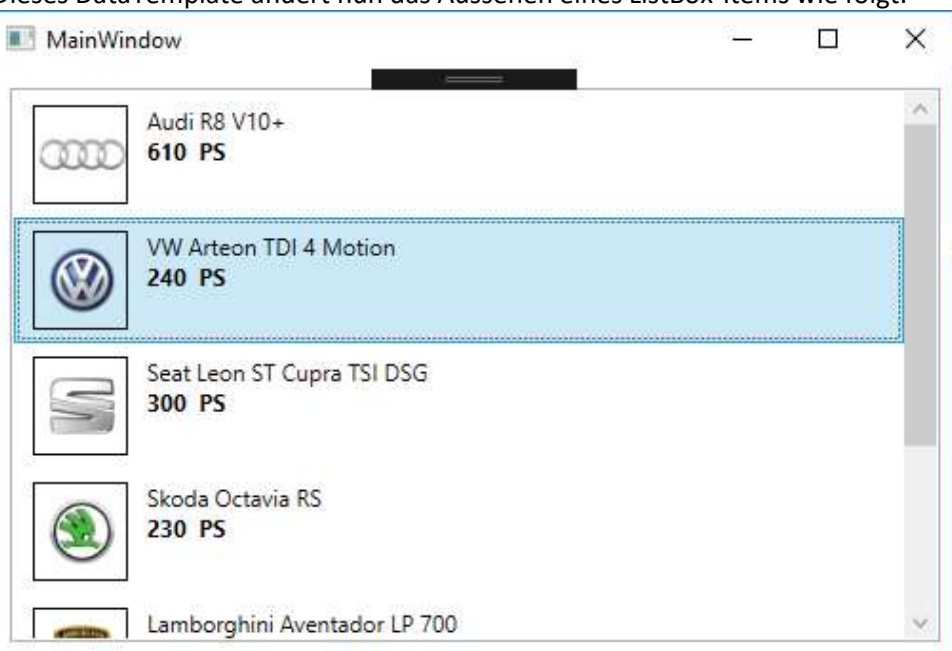 Dieses DataTemplate ändert nun das Aussehen eines ListBox-Items wie folgt:
MainWindow
Audi R8 V10+
610 PS
VW Arteon TDI 4 Motion
240 PS
Seat Leon ST Cupra TSI DSG
300 PS
Skoda Octavia RS
230 PS
Lamborghini Aventador LP 700